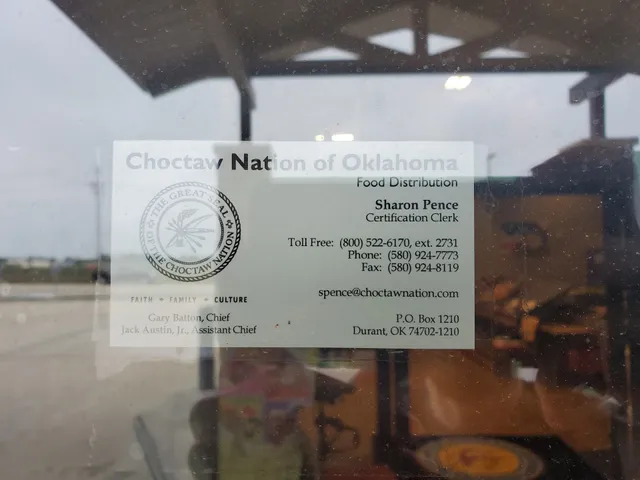 Choctaw Nation of Oklahoma
Food Distribution
THE GREAT SEAL
OF THE CHOCTAW NATION
Sharon Pence
Certification Clerk
Toll Free: (800) 522-6170, ext. 2731
Phone: (580) 924-7773
Fax: (580) 924-8119
spence@choctawnation.com
FAITH • FAMILY • CULTURE
Gary Batton, Chief
Jack Austin, Jr., Assistant Chief
P.O. Box 1210
Durant, OK 74702-1210